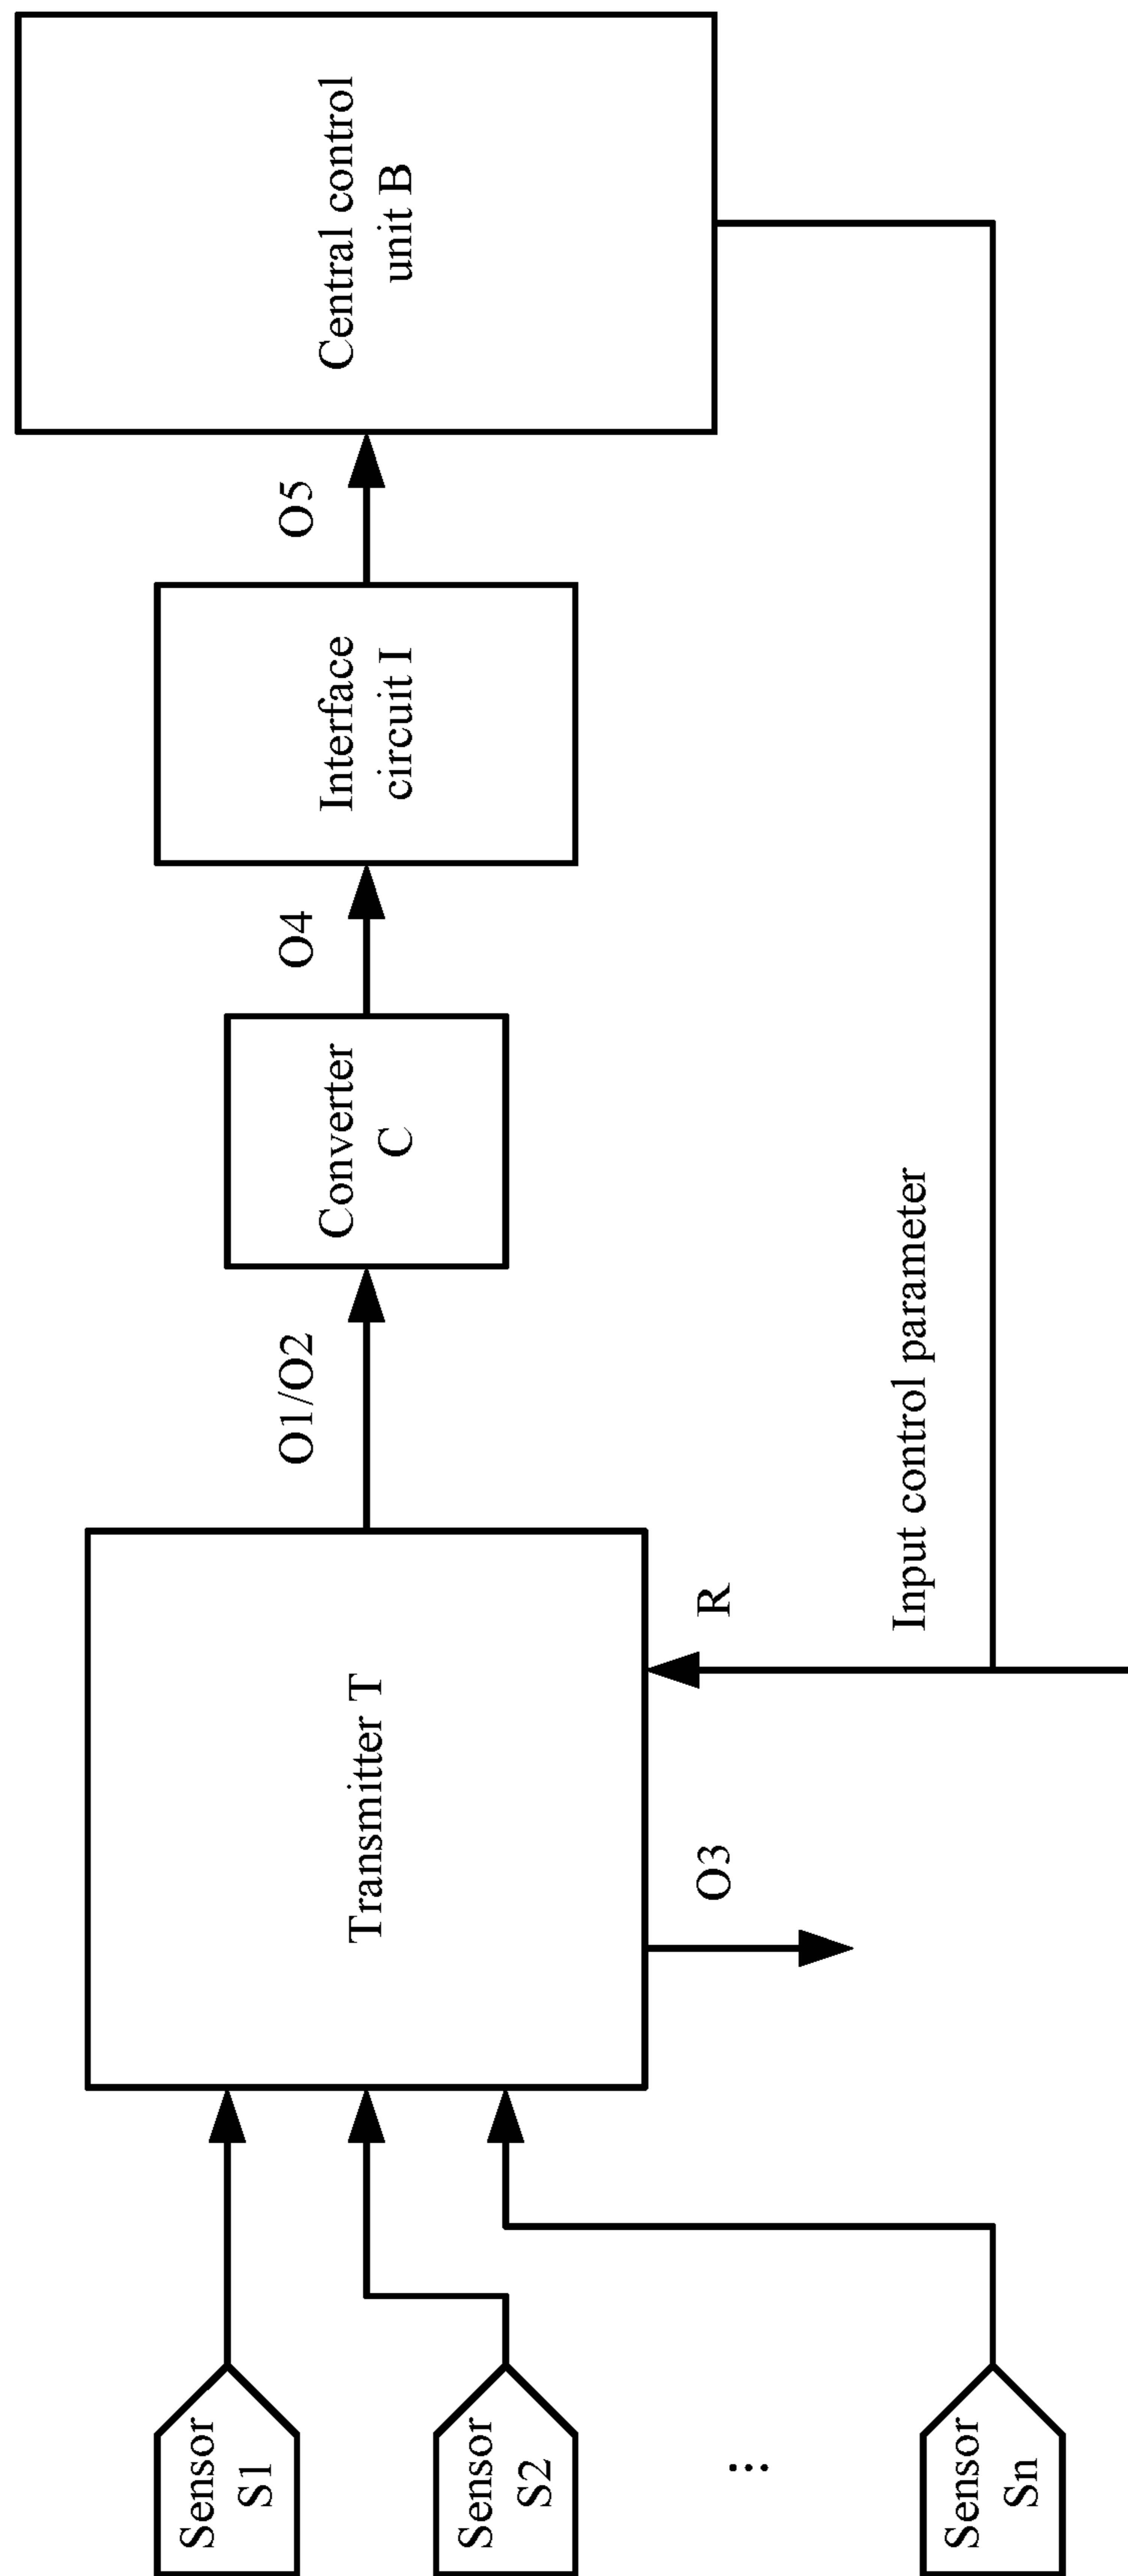 Sensor
S1
Sensor
S2
...
Sensor
Sn
Transmitter T
O3
R
O1/O2
Converter
C
O4
Interface
circuit I
O5
Central control
unit B
Input control parameter